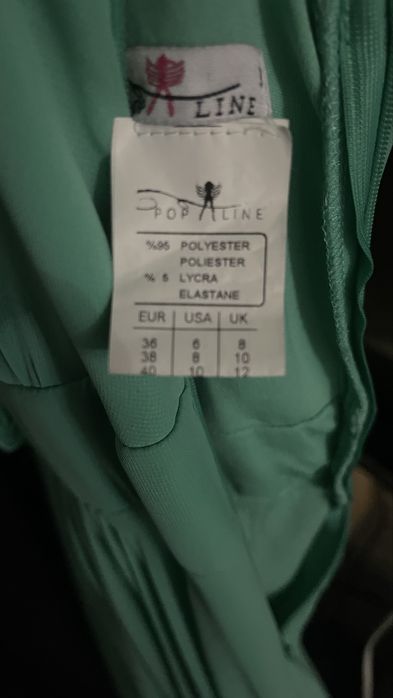 LINE
POP LINE
%95 POLYESTER
POLIESTER
% 5 LYCRA
ELASTANE
EUR USA UK
36 6 8
38 8 10
40 10 12